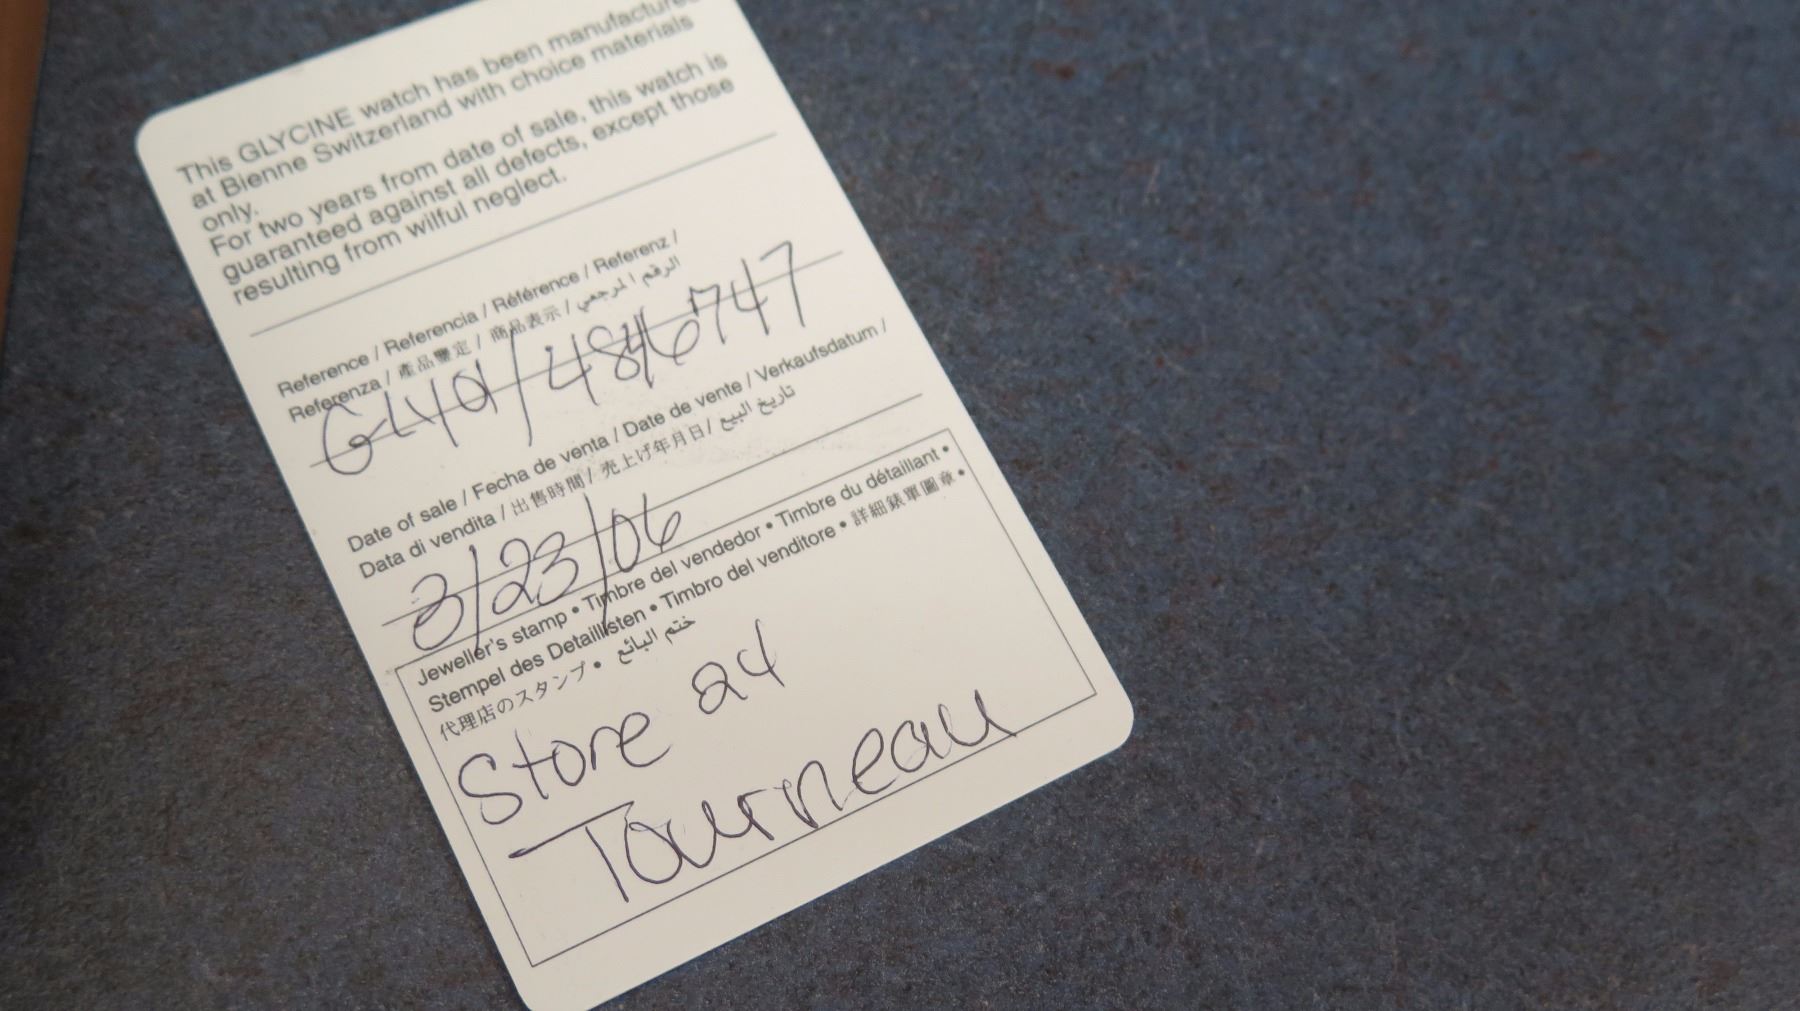 This GLYCINE watch has been manufactured
at Bienne Switzerland with choice materials
only.
For two years from date of sale, this watch is
guaranteed against all defects, except those
resulting from wilful neglect.
Reference / Referencia / Référence / Referenz /
Referenza / 產品鑒定 / 商品表示 / الرقم المرجعي
Date of sale / Fecha de venta / Date de vente / Verkaufsdatum /
Data di vendita / 出售時間 / 売上げ年月日 / تاريخ البيع
3/23/06
Jeweller's stamp • Timbre del vendedor • Timbre du détaillant •
Stempel des Detaillisten • Timbro del venditore • 詳細錶單圖章 •
代理店のスタンプ • ختم البائع
Store 24
Tourneau